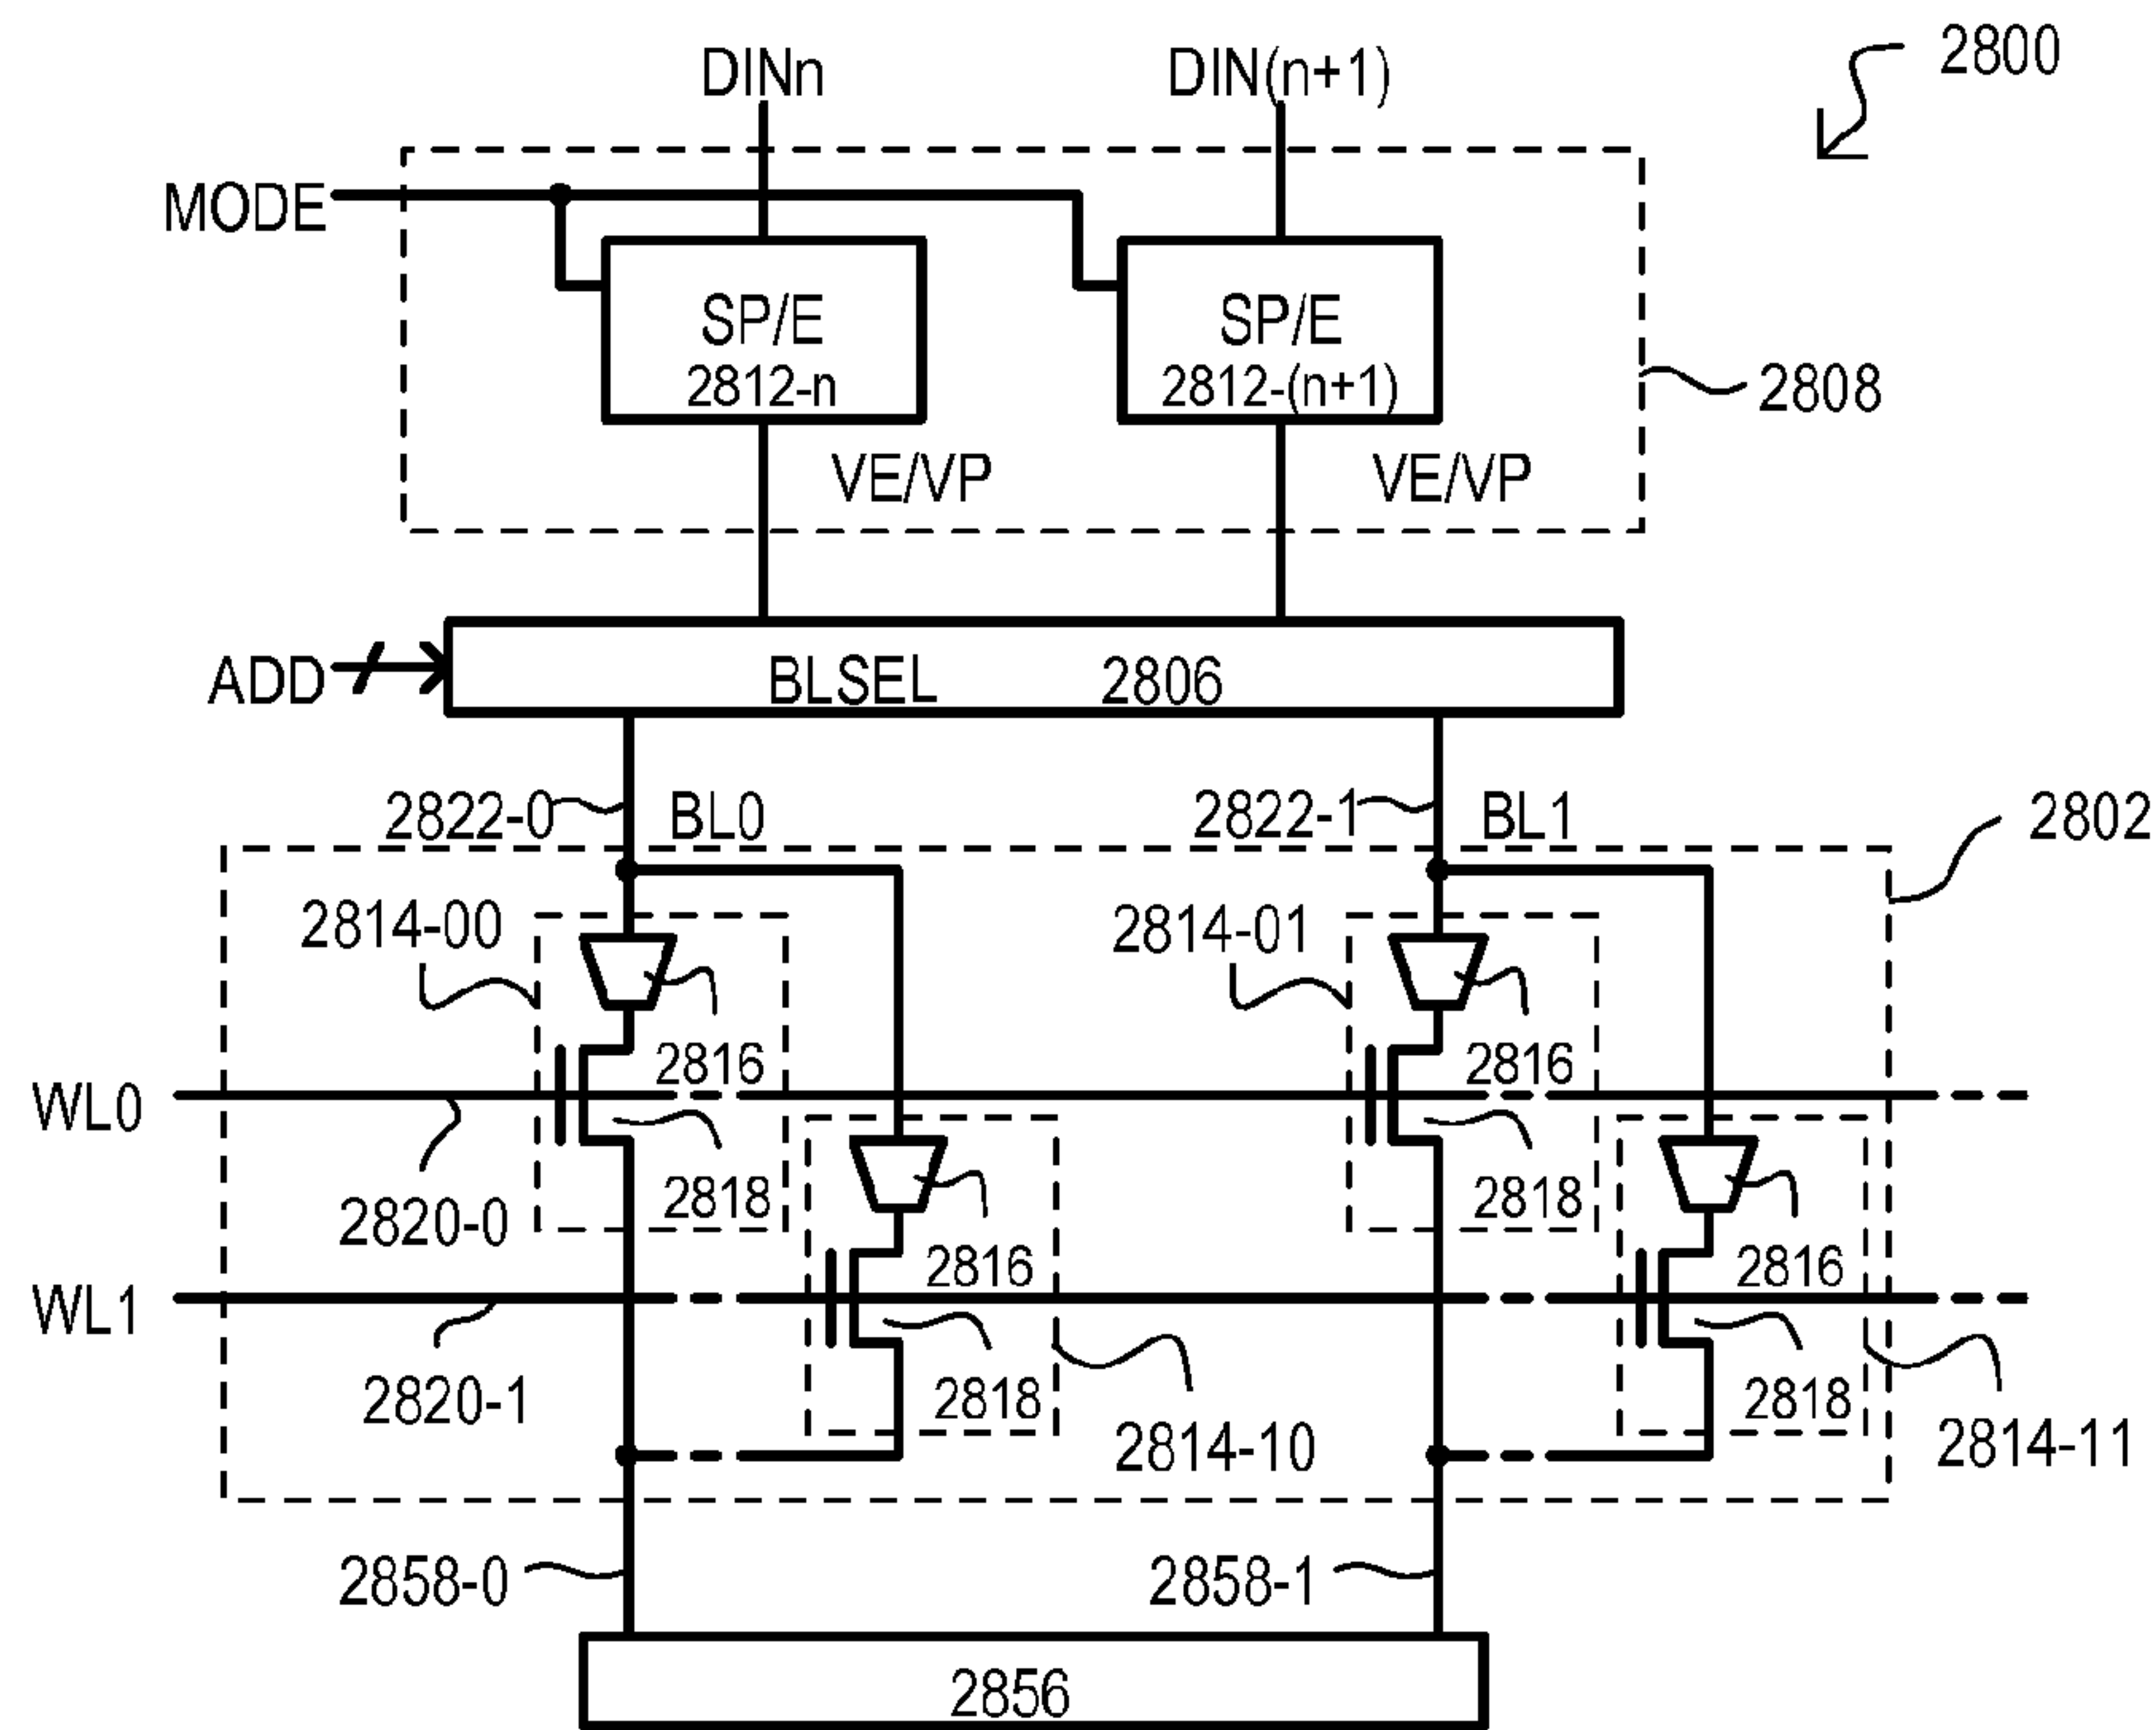 2800
DINn DIN(n+1)
MODE
SP/E SP/E
2812-n 2812-(n+1)
2808
VE/VP VE/VP
ADD BLSEL 2806
2822-0 BL0 2822-1 BL1 2802
2814-00 2814-01
2816 2816
WL0
2818 2818
2820-0
2816 2816
WL1
2820-1 2818 2818
2814-10 2814-11
2858-0 2858-1
2856